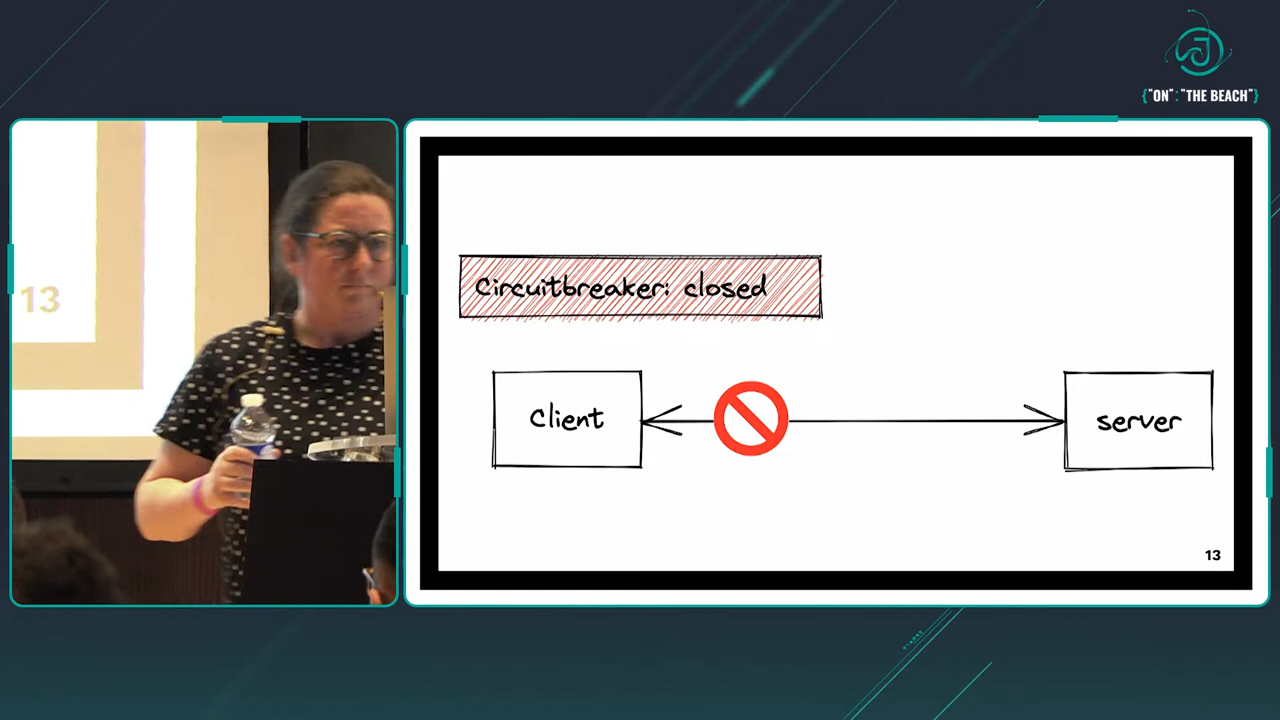 {"ON":"THE BEACH"}
13
Circuitbreaker: closed
Client
server
13